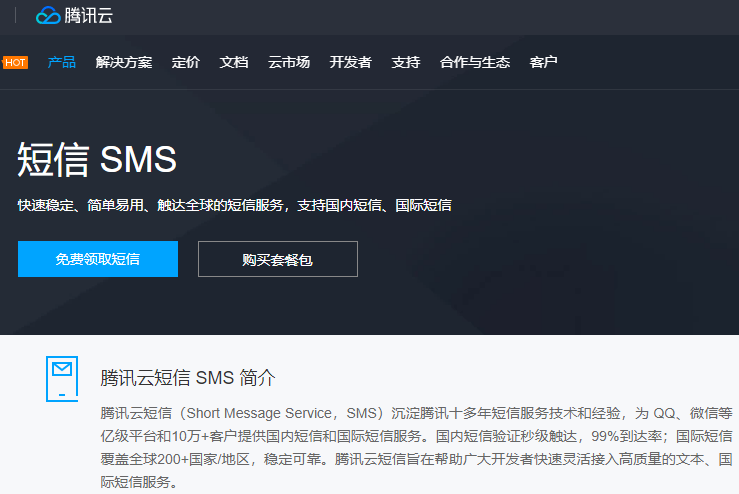 腾讯云
HOT 产品 解决方案 定价 文档 云市场 开发者 支持 合作与生态 客户
短信 SMS
快速稳定、简单易用、触达全球的短信服务，支持国内短信、国际短信
免费领取短信 购买套餐包
腾讯云短信 SMS 简介
腾讯云短信（Short Message Service，SMS）沉淀腾讯十多年短信服务技术和经验，为 QQ、微信等
亿级平台和10万+客户提供国内短信和国际短信服务。国内短信验证秒级触达，99%到达率；国际短信
覆盖全球200+国家/地区，稳定可靠。腾讯云短信旨在帮助广大开发者快速灵活接入高质量的文本、国
际短信服务。